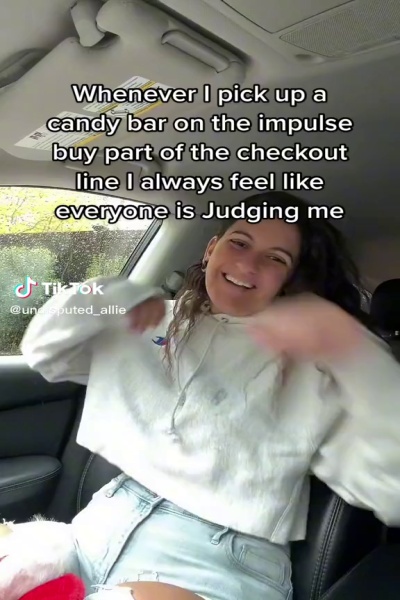 Whenever I pick up a
candy bar on the impulse
buy part of the checkout
line I always feel like
everyone is Judging me
TikTok